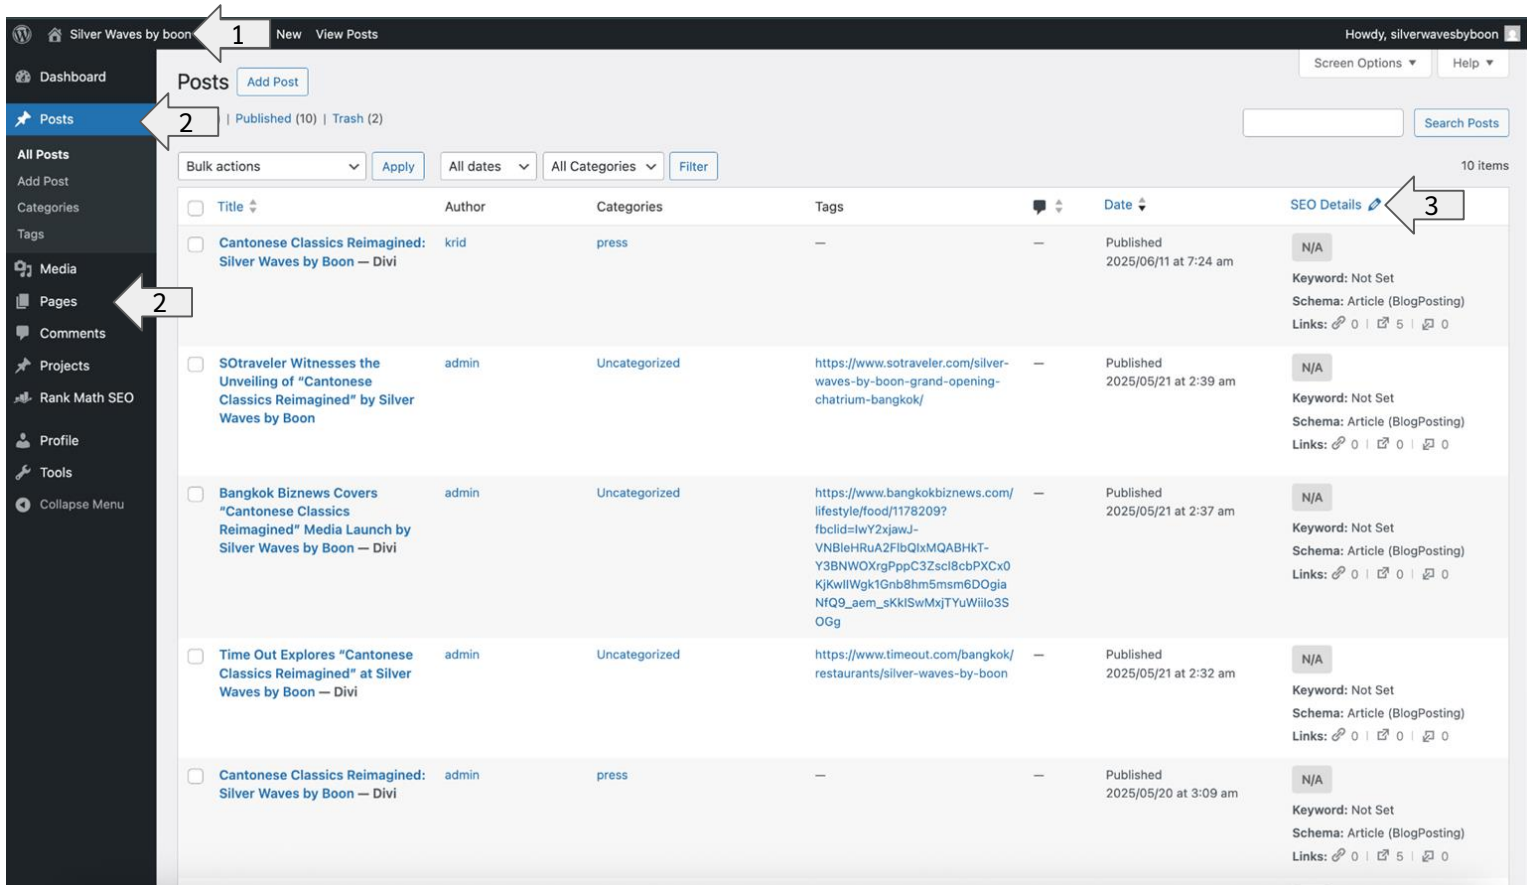 Silver Waves by boon
1
New
View Posts
Howdy, silverwavesbyboon
Dashboard
Posts
All Posts
Add Post
Categories
Tags
Media
Pages
Comments
Projects
Rank Math SEO
Profile
Tools
Collapse Menu
2
2
Posts
Add Post
Screen Options
Help
) | Published (10) | Trash (2)
Search Posts
Bulk actions
Apply
All dates
All Categories
Filter
10 items
Title
Author
Categories
Tags
Date
SEO Details
3
Cantonese Classics Reimagined:
Silver Waves by Boon — Divi
krid
press
—
—
Published
2025/06/11 at 7:24 am
N/A
Keyword: Not Set
Schema: Article (BlogPosting)
Links: 0 | 5 | 0
SOtraveler Witnesses the
Unveiling of “Cantonese
Classics Reimagined” by Silver
Waves by Boon
admin
Uncategorized
https://www.sotraveler.com/silver-
waves-by-boon-grand-opening-
chatrium-bangkok/
—
Published
2025/05/21 at 2:39 am
N/A
Keyword: Not Set
Schema: Article (BlogPosting)
Links: 0 | 0 | 0
Bangkok Biznews Covers
“Cantonese Classics
Reimagined” Media Launch by
Silver Waves by Boon — Divi
admin
Uncategorized
https://www.bangkokbiznews.com/
lifestyle/food/1178209?
—
Published
2025/05/21 at 2:37 am
N/A
Keyword: Not Set
Schema: Article (BlogPosting)
Links: 0 | 0 | 0
Time Out Explores “Cantonese
Classics Reimagined” at Silver
Waves by Boon — Divi
admin
Uncategorized
https://www.timeout.com/bangkok/
restaurants/silver-waves-by-boon
—
Published
2025/05/21 at 2:32 am
N/A
Keyword: Not Set
Schema: Article (BlogPosting)
Links: 0 | 0 | 0
Cantonese Classics Reimagined:
Silver Waves by Boon — Divi
admin
press
—
—
Published
2025/05/20 at 3:09 am
N/A
Keyword: Not Set
Schema: Article (BlogPosting)
Links: 0 | 5 | 0